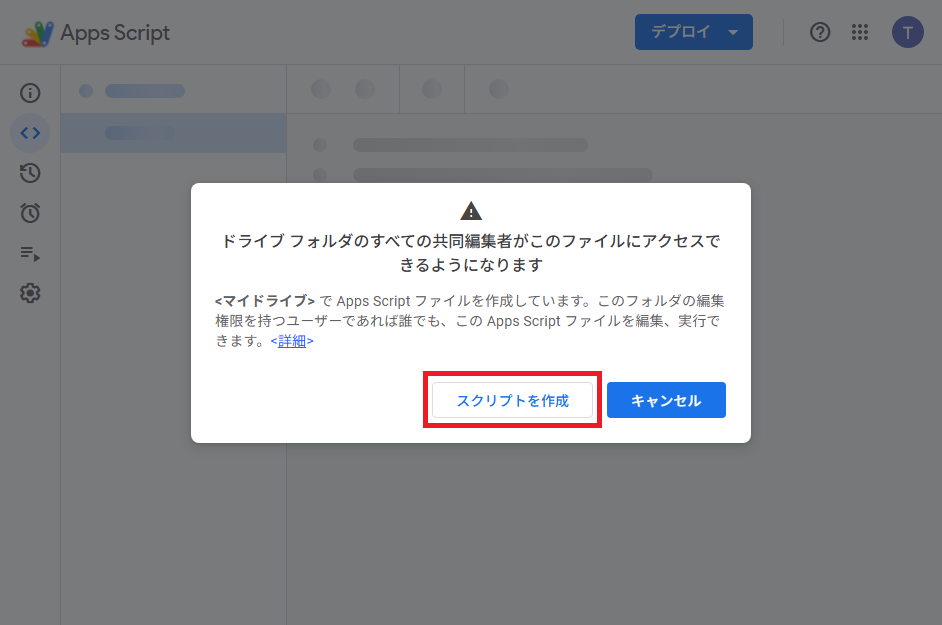 Apps Script
デプロイ
T
ドライブ フォルダのすべての共同編集者がこのファイルにアクセスで
きるようになります
<マイドライブ> で Apps Script ファイルを作成しています。このフォルダの編集
権限を持つユーザーであれば誰でも、この Apps Script ファイルを編集、実行で
きます。<詳細>
スクリプトを作成
キャンセル